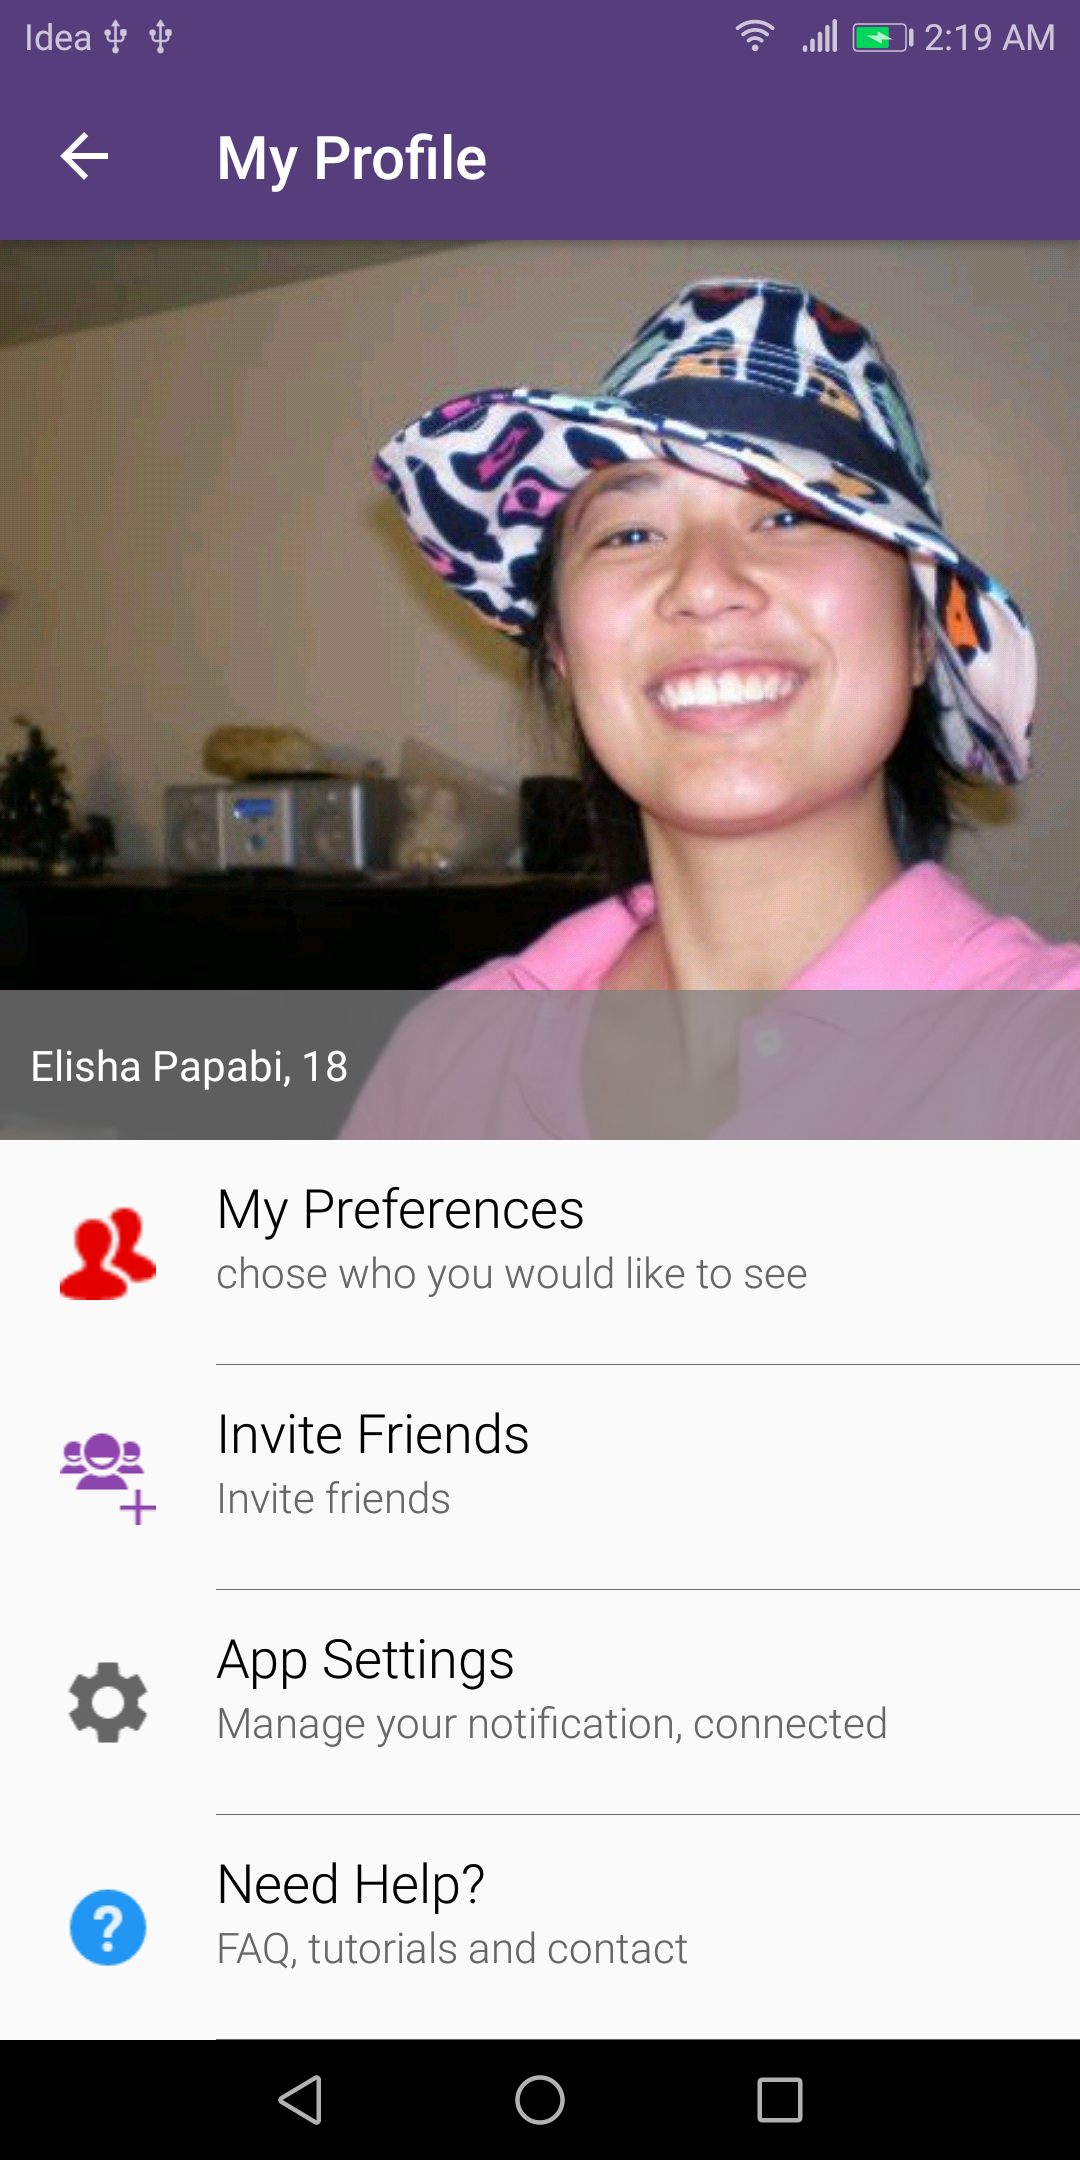 Idea 2:19 AM
My Profile
Elisha Papabi, 18
My Preferences
chose who you would like to see
Invite Friends
Invite friends
App Settings
Manage your notification, connected
Need Help?
FAQ, tutorials and contact